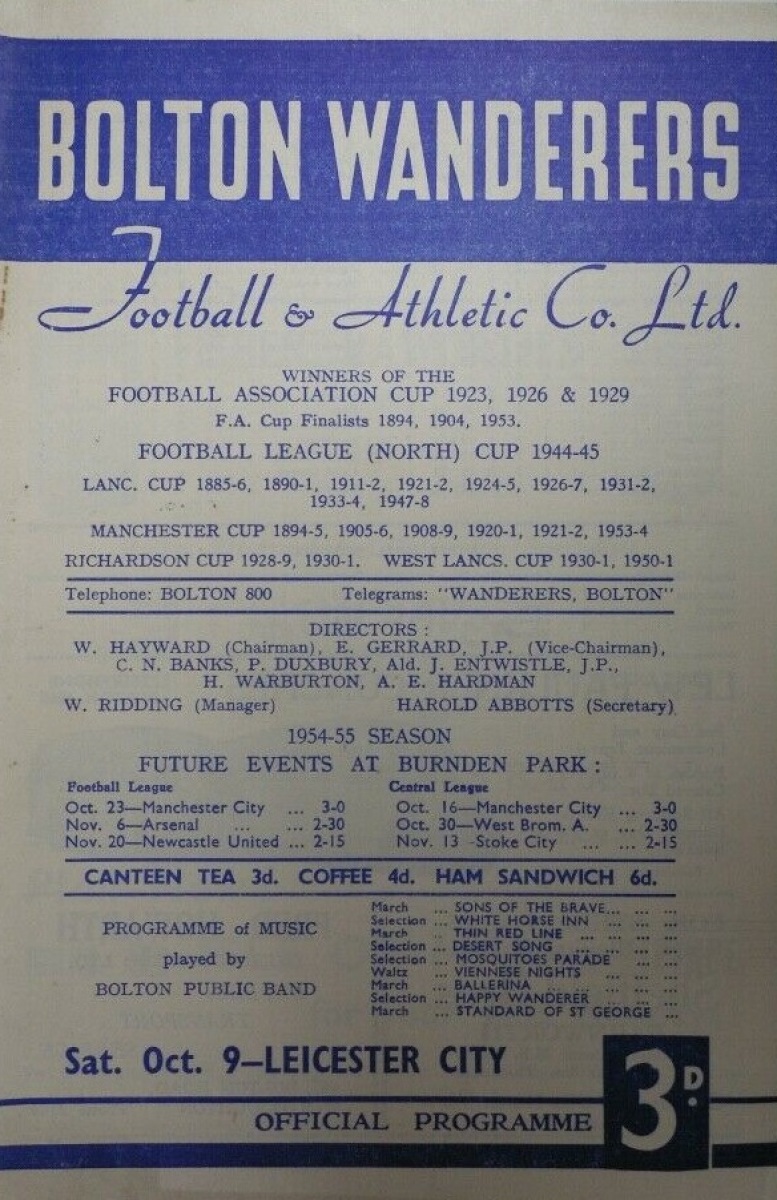 BOLTON WANDERERS
Football & Athletic Co. Ltd.
WINNERS OF THE
FOOTBALL ASSOCIATION CUP 1923, 1926 & 1929
F.A. Cup Finalists 1894, 1904, 1953.
FOOTBALL LEAGUE (NORTH) CUP 1944-45
LANC. CUP 1885-6, 1890-1, 1911-2, 1921-2, 1924-5, 1926-7, 1931-2,
1933-4, 1947-8
MANCHESTER CUP 1894-5, 1905-6, 1908-9, 1920-1, 1921-2, 1953-4
RICHARDSON CUP 1928-9, 1930-1. WEST LANCS. CUP 1930-1, 1950-1
Telephone: BOLTON 800 Telegrams: "WANDERERS, BOLTON"
DIRECTORS :
W. HAYWARD (Chairman), E. GERRARD, J.P. (Vice-Chairman),
C. N. BANKS, P. DUXBURY, Ald. J. ENTWISTLE, J.P.,
H. WARBURTON, A. E. HARDMAN
W. RIDDING (Manager) HAROLD ABBOTTS (Secretary)
1954-55 SEASON
FUTURE EVENTS AT BURNDEN PARK :
Football League Central League
Oct. 23—Manchester City ... 3-0 Oct. 16—Manchester City ... 3-0
Nov. 6—Arsenal ... ... 2-30 Oct. 30—West Brom. A. ... 2-30
Nov. 20—Newcastle United ... 2-15 Nov. 13 -Stoke City ... ... 2-15
CANTEEN TEA 3d. COFFEE 4d. HAM SANDWICH 6d.
PROGRAMME of MUSIC
played by
BOLTON PUBLIC BAND
March ... SONS OF THE BRAVE... ... ...
Selection ... WHITE HORSE INN ... ... ...
March .. THIN RED LINE ... ... ... ...
Selection ... DESERT SONG ... ... ... ...
Selection ... MOSQUITOES PARADE ... ...
Waltz ... VIENNESE NIGHTS ... ... ...
March ... BALLERINA ... ... ... ... ...
Selection ... HAPPY WANDERER ... ... ...
March ... STANDARD OF ST GEORGE ...
Sat. Oct. 9—LEICESTER CITY
OFFICIAL PROGRAMME
3D.